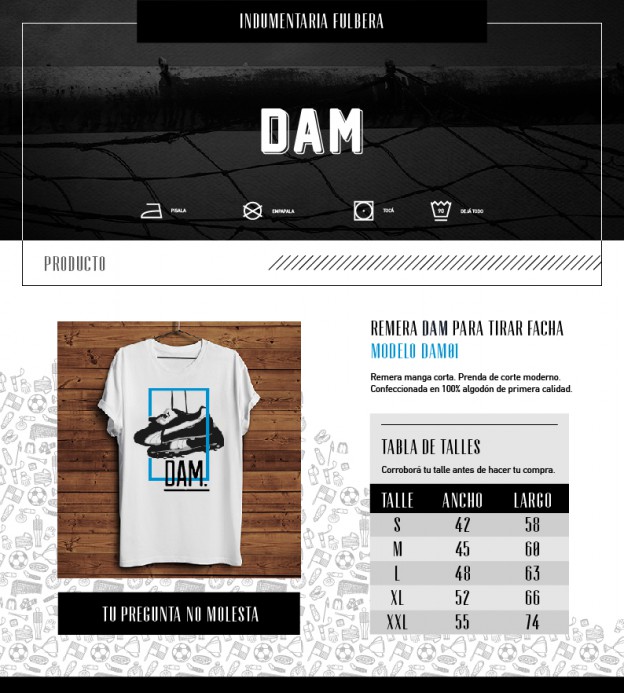 INDUMENTARIA FULBERA
DAM
PISALA
EMPAPALA
TOCÁ
90
DEJÁ TODO
PRODUCTO
REMERA DAM PARA TIRAR FACHA
MODELO DAM01
Remera manga corta. Prenda de corte moderno.
Confeccionada en 100% algodón de primera calidad.
DAM.
TABLA DE TALLES
Corroborá tu talle antes de hacer tu compra.
TALLE ANCHO LARGO
S 42 58
M 45 60
L 48 63
XL 52 66
XXL 55 74
TU PREGUNTA NO MOLESTA